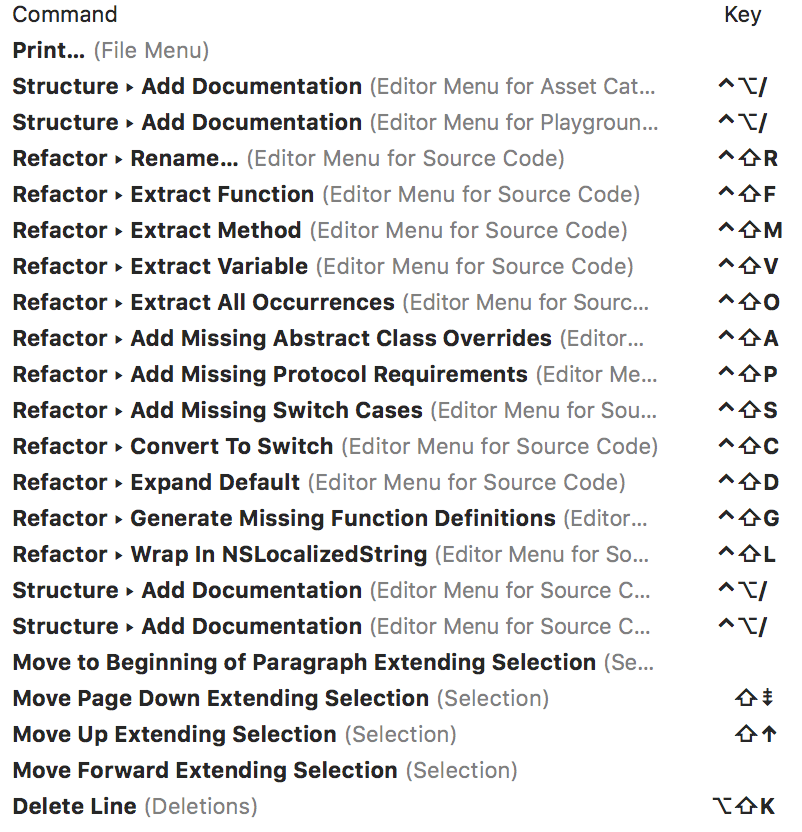 Command Key
Print... (File Menu)
Structure ▸ Add Documentation (Editor Menu for Asset Cat... ^⌥/
Structure ▸ Add Documentation (Editor Menu for Playgroun... ^⌥/
Refactor ▸ Rename... (Editor Menu for Source Code) ^⇧R
Refactor ▸ Extract Function (Editor Menu for Source Code) ^⇧F
Refactor ▸ Extract Method (Editor Menu for Source Code) ^⇧M
Refactor ▸ Extract Variable (Editor Menu for Source Code) ^⇧V
Refactor ▸ Extract All Occurrences (Editor Menu for Sourc... ^⇧O
Refactor ▸ Add Missing Abstract Class Overrides (Editor... ^⇧A
Refactor ▸ Add Missing Protocol Requirements (Editor Me... ^⇧P
Refactor ▸ Add Missing Switch Cases (Editor Menu for Sou... ^⇧S
Refactor ▸ Convert To Switch (Editor Menu for Source Code) ^⇧C
Refactor ▸ Expand Default (Editor Menu for Source Code) ^⇧D
Refactor ▸ Generate Missing Function Definitions (Editor... ^⇧G
Refactor ▸ Wrap In NSLocalizedString (Editor Menu for So... ^⇧L
Structure ▸ Add Documentation (Editor Menu for Source C... ^⌥/
Structure ▸ Add Documentation (Editor Menu for Source C... ^⌥/
Move to Beginning of Paragraph Extending Selection (Se...
Move Page Down Extending Selection (Selection) ⇧⇟
Move Up Extending Selection (Selection) ⇧↑
Move Forward Extending Selection (Selection)
Delete Line (Deletions) ⌥⇧K